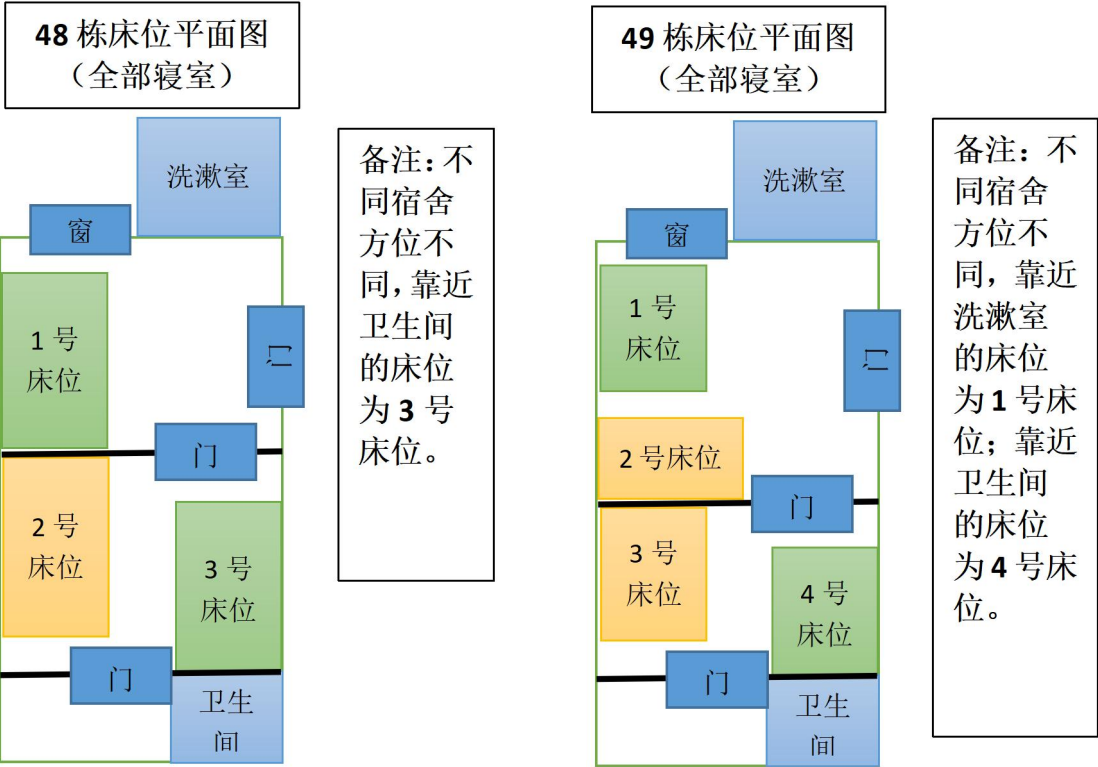 48 栋床位平面图
（全部寝室）
洗漱室
窗
1 号
床位
门
门
2 号
床位
3 号
床位
门
卫生
间
备注：不
同宿舍
方位不
同，靠近
卫生间
的床位
为 3 号
床位。
49 栋床位平面图
（全部寝室）
洗漱室
窗
1 号
床位
门
2 号床位
门
3 号
床位
4 号
床位
门
卫生
间
备注：不
同宿舍
方位不
同，靠近
洗漱室
的床位
为 1 号床
位；靠近
卫生间
的床位
为 4 号床
位。